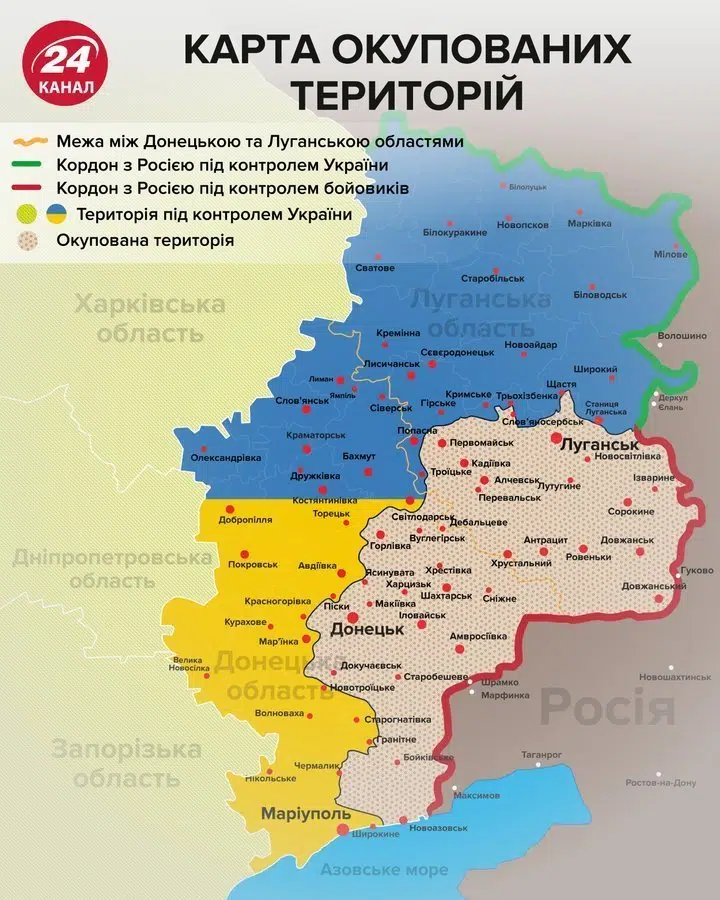 24
КАНАЛ
КАРТА ОКУПОВАНИХ
ТЕРИТОРІЙ
Межа між Донецькою та Луганською областями
Кордон з Росією під контролем України
Кордон з Росією під контролем бойовиків
Територія під контролем України
Окупована територія
Білолуцьк
Білокуракине
Новопсков
Марківка
Мілове
Сватове
Старобільськ
Біловодськ
Харківська
область
Луганська
область
Кремінна
Сєвєродонецьк
Новоайдар
Волошино
Лисичанськ
Широкий
Лиман
Ямпіль
Щастя
Деркул
Єлань
Слов'янськ
Сіверськ
Гірське
Кримське
Трьохізбенка
Станиця
Луганська
Слов'яносербськ
Краматорськ
Попасна
Первомайськ
Луганськ
Олександрівка
Бахмут
Новосвітлівка
Кадіївка
Троїцьке
Дружківка
Алчевськ
Лутугине
Ізварине
Перевальськ
Костянтинівка
Сорокине
Добропілля
Торецьк
Світлодарськ
Дебальцеве
Вуглегірськ
Горлівка
Антрацит
Довжанськ
Дніпропетровська
область
Покровськ
Авдіївка
Ясинувата
Хрестівка
Хрустальний
Ровеньки
Гуково
Харцизьк
Шахтарськ
Довжанський
Красногорівка
Піски
Макіївка
Сніжне
Іловайськ
Курахове
Донецьк
Мар'їнка
Амвросіївка
Велика
Новосілка
Донецька
область
Докучаєвськ
Старобешеве
Новошахтинськ
Новотроїцьке
Шрамко
Марфинка
Росія
Волноваха
Старогнатівка
Гранітне
Запорізька
область
Бойківське
Таганрог
Чермалик
Нікольське
Ростов-на-Дону
Максимов
Маріуполь
Широкине
Новоазовськ
Азовське море